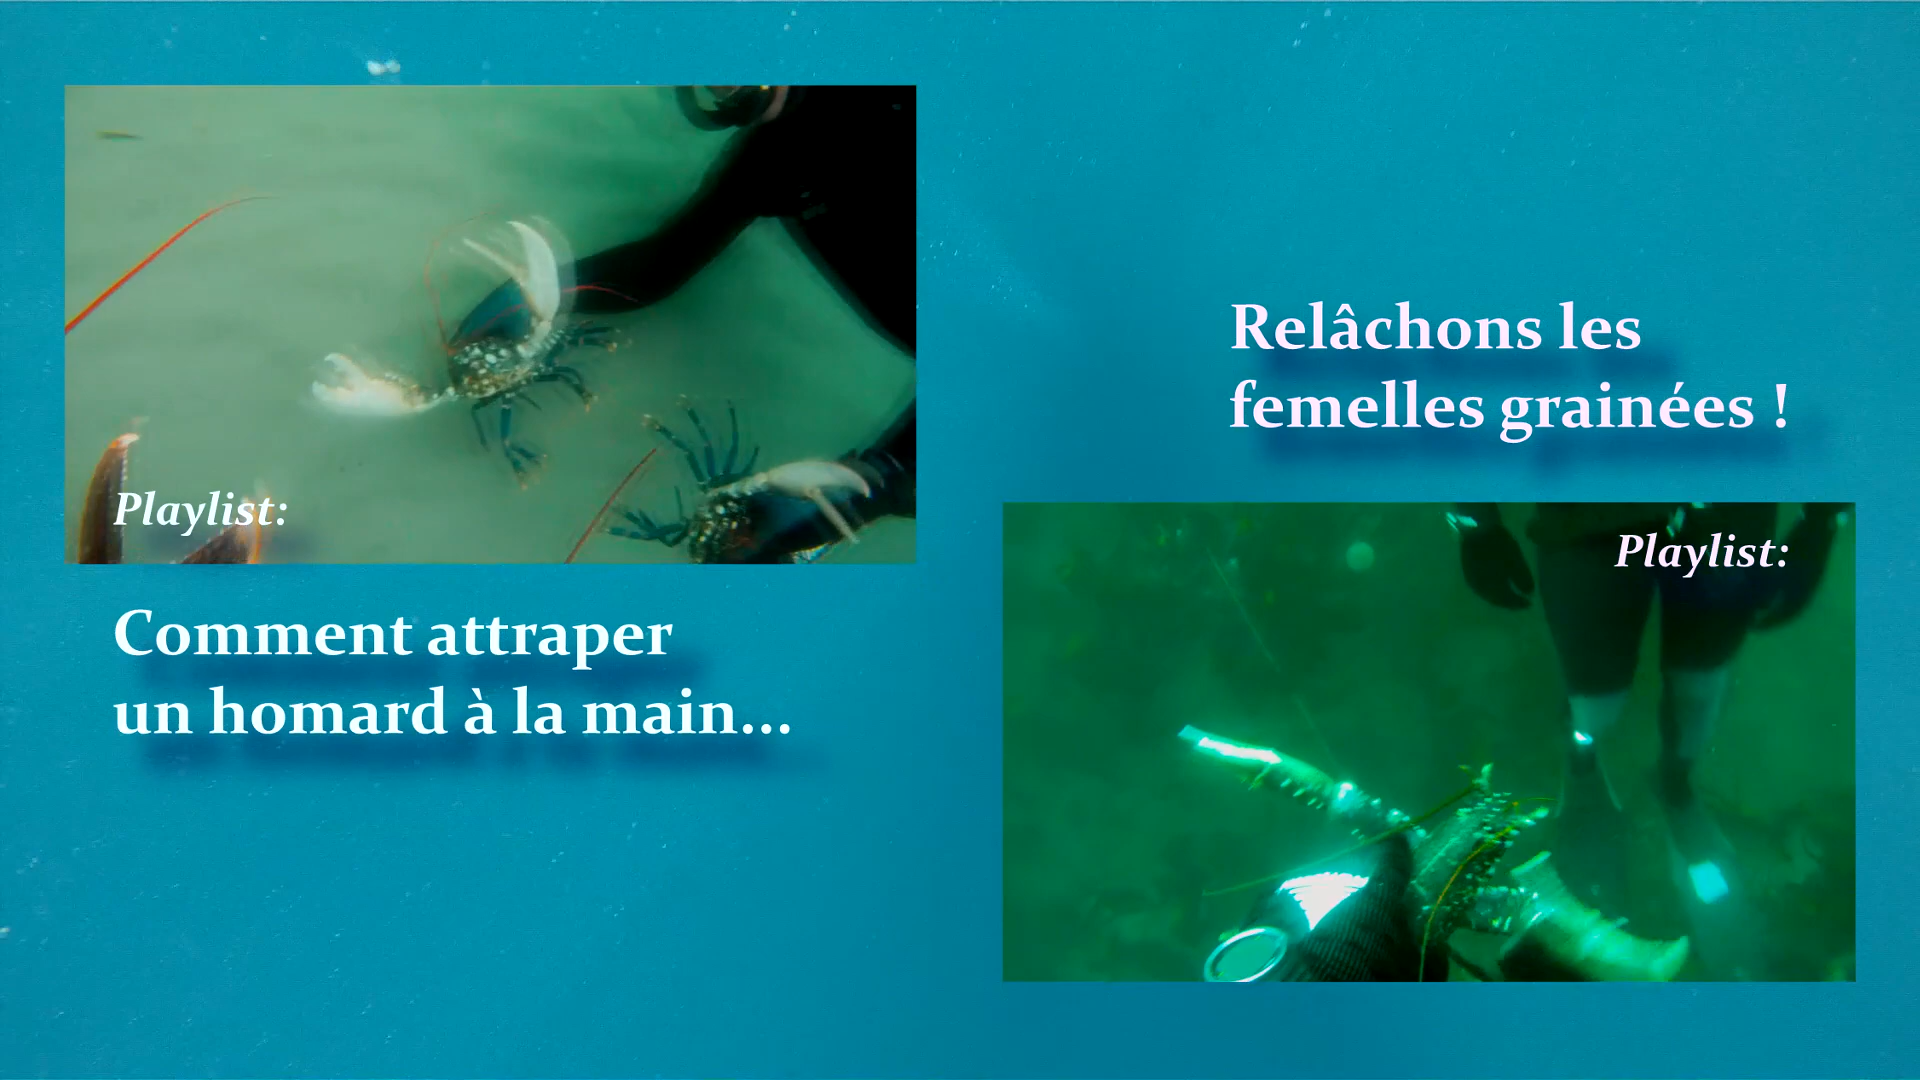 Playlist:
Comment attraper
un homard à la main...
Relâchons les
femelles grainées !
Playlist: